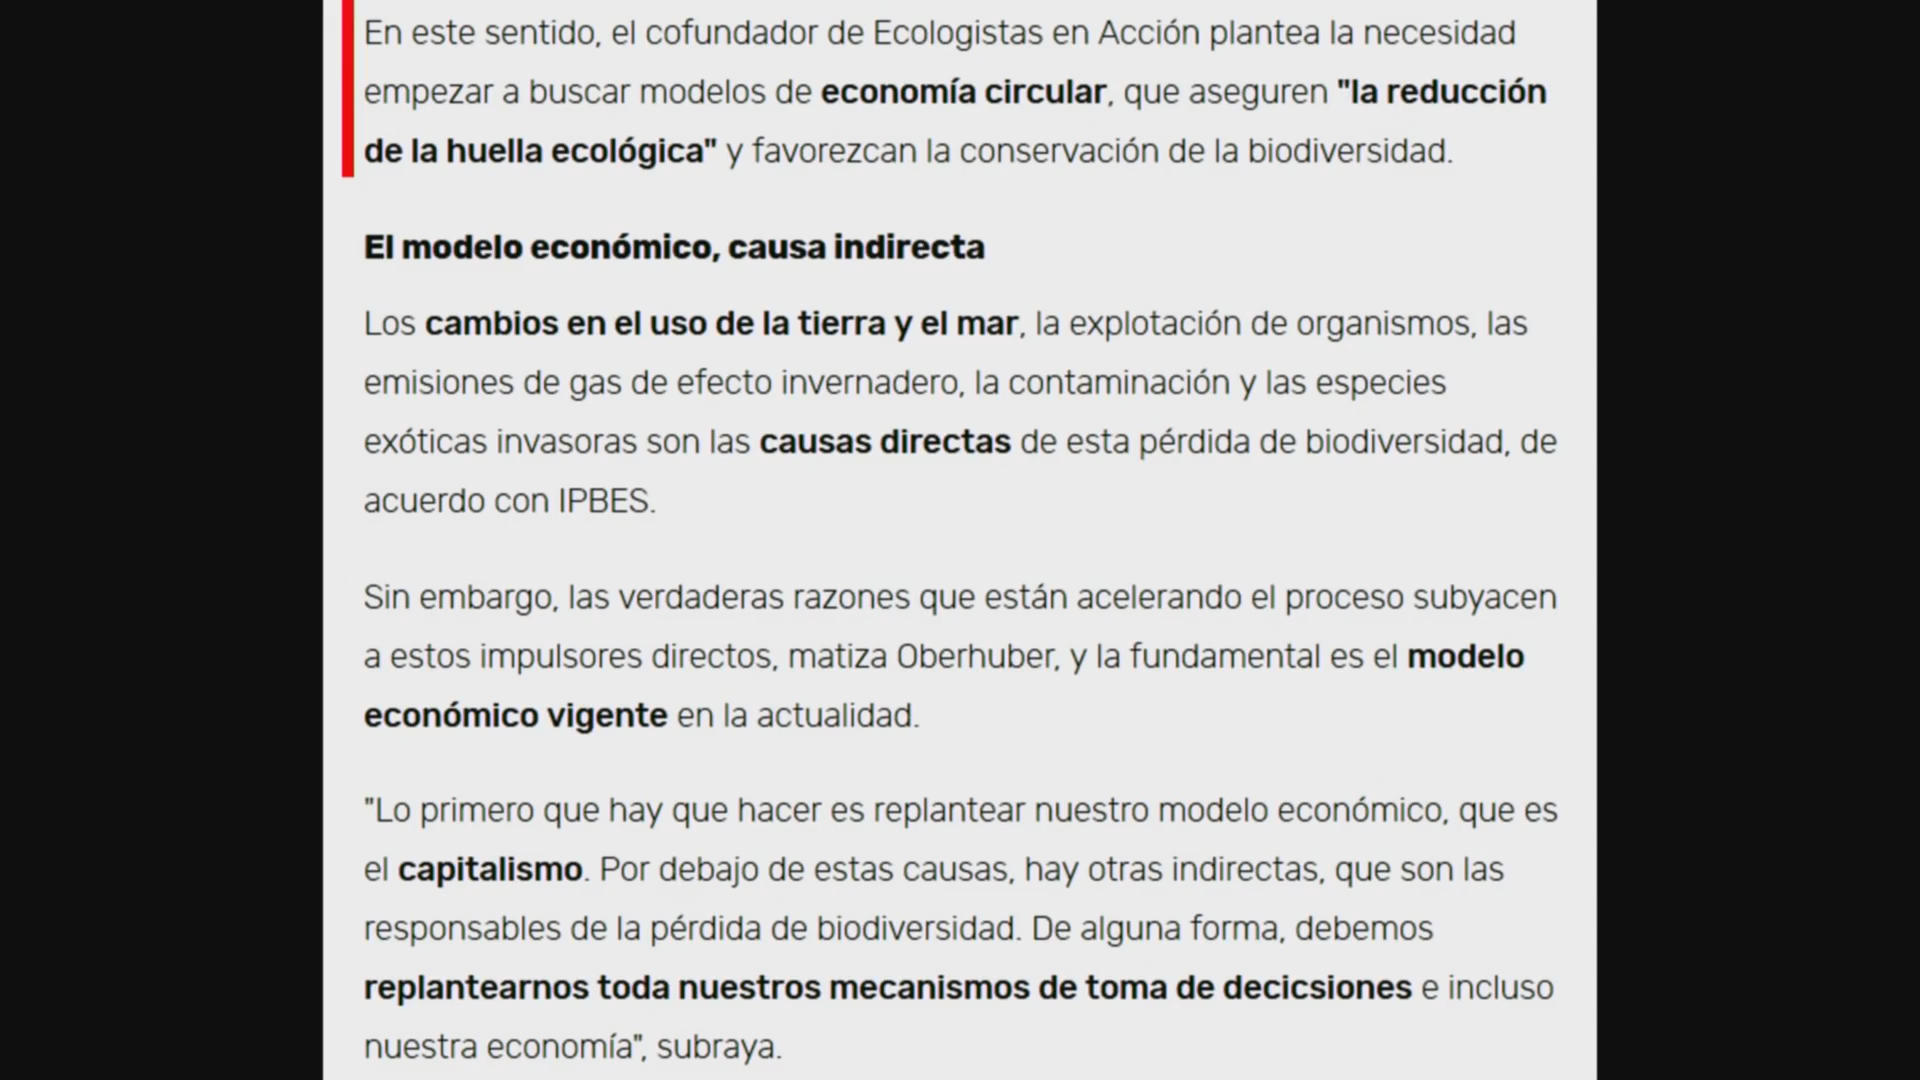 En este sentido, el cofundador de Ecologistas en Acción plantea la necesidad
empezar a buscar modelos de economía circular, que aseguren "la reducción
de la huella ecológica" y favorezcan la conservación de la biodiversidad.
El modelo económico, causa indirecta
Los cambios en el uso de la tierra y el mar, la explotación de organismos, las
emisiones de gas de efecto invernadero, la contaminación y las especies
exóticas invasoras son las causas directas de esta pérdida de biodiversidad, de
acuerdo con IPBES.
Sin embargo, las verdaderas razones que están acelerando el proceso subyacen
a estos impulsores directos, matiza Oberhuber, y la fundamental es el modelo
económico vigente en la actualidad.
"Lo primero que hay que hacer es replantear nuestro modelo económico, que es
el capitalismo. Por debajo de estas causas, hay otras indirectas, que son las
responsables de la pérdida de biodiversidad. De alguna forma, debemos
replantearnos toda nuestros mecanismos de toma de decicsiones e incluso
nuestra economía", subraya.